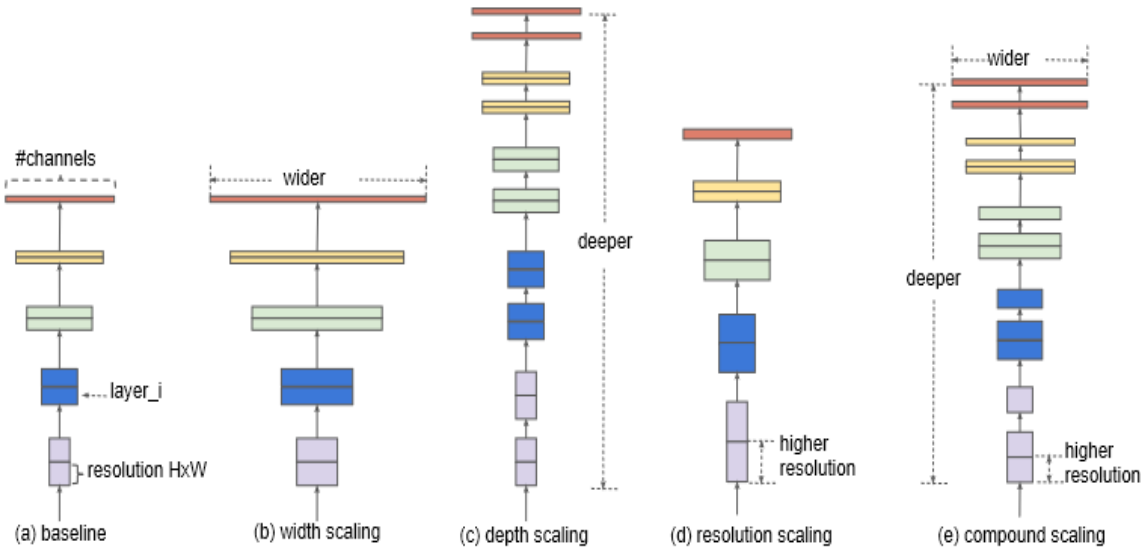 #channels
layer_i
resolution HxW
(a) baseline
wider
(b) width scaling
deeper
(c) depth scaling
higher
resolution
(d) resolution scaling
wider
deeper
higher
resolution
(e) compound scaling